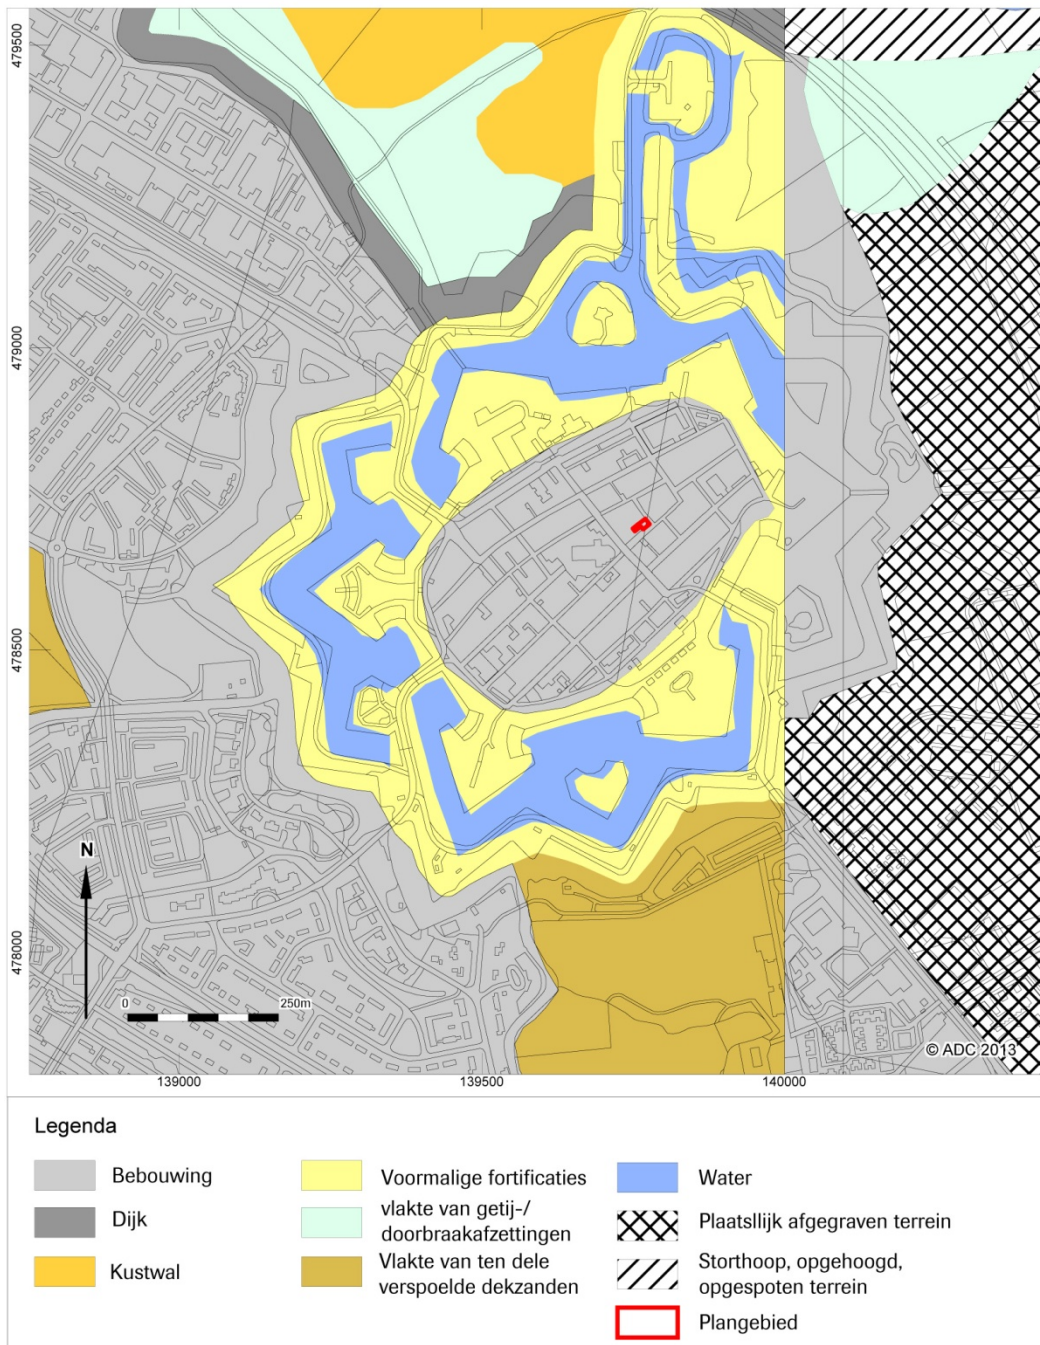 479500
479000
478500
478000
N
0
250m
© ADC 2013
139000
139500
140000
Legenda
Bebouwing
Dijk
Kustwal
Voormalige fortificaties
vlakte van getij-/
doorbraakafzettingen
Vlakte van ten dele
verspoelde dekzanden
Water
Plaatsllijk afgegraven terrein
Storthoop, opgehoogd,
opgespoten terrein
Plangebied